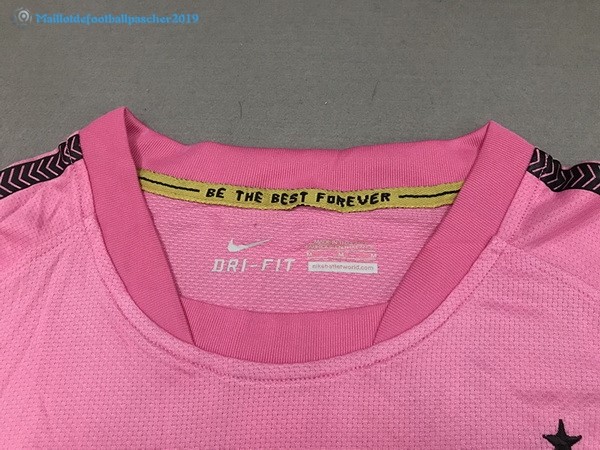 Maillotdefootballpascher2019
BE THE BEST FOREVER
DRI-FIT